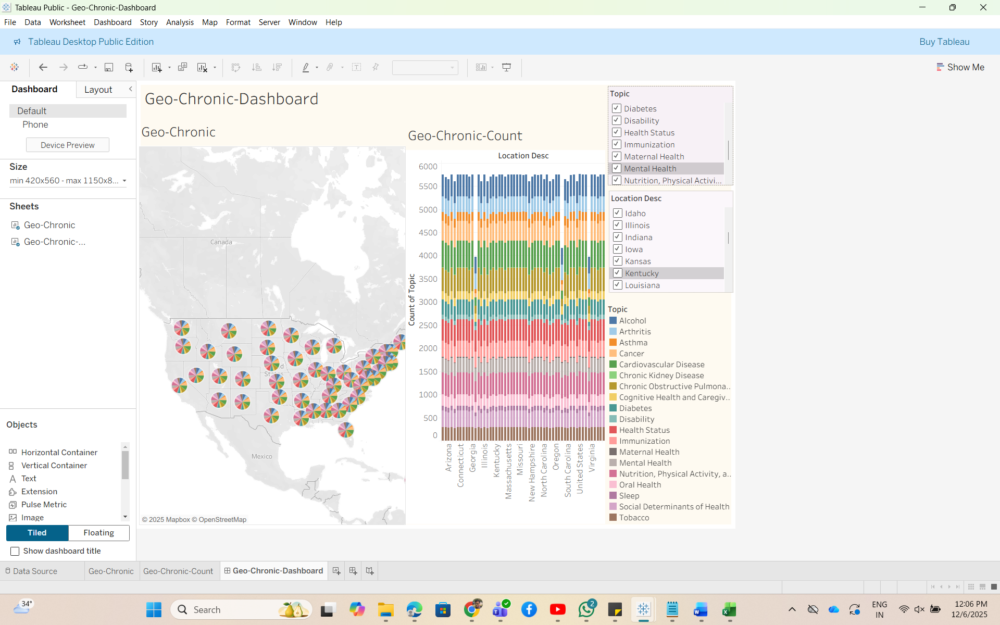 Tableau Public - Geo-Chronic-Dashboard
File Data Worksheet Dashboard Story Analysis Map Format Server Window Help
Tableau Desktop Public Edition
Buy Tableau
Show Me
Dashboard
Layout
Default
Phone
Device Preview
Size
min 420x560 - max 1150x8...
Sheets
Geo-Chronic
Geo-Chronic-...
Objects
Horizontal Container
Vertical Container
Text
Extension
Pulse Metric
Image
Tiled
Floating
Show dashboard title
Geo-Chronic-Dashboard
Geo-Chronic
Canada
Mexico
© 2025 Mapbox © OpenStreetMap
Geo-Chronic-Count
Location Desc
Count of Topic
6000
5500
5000
4500
4000
3500
3000
2500
2000
1500
1000
500
0
Arizona
Connecticut
Georgia
Illinois
Kentucky
Massachusetts
Missouri
New Hampshire
North Carolina
Oregon
South Carolina
United States
Virginia
Topic
Diabetes
Disability
Health Status
Immunization
Maternal Health
Mental Health
Nutrition, Physical Activi...
Location Desc
Idaho
Illinois
Indiana
Iowa
Kansas
Kentucky
Louisiana
Topic
Alcohol
Arthritis
Asthma
Cancer
Cardiovascular Disease
Chronic Kidney Disease
Chronic Obstructive Pulmona..
Cognitive Health and Caregiv..
Diabetes
Disability
Health Status
Immunization
Maternal Health
Mental Health
Nutrition, Physical Activity, a..
Oral Health
Sleep
Social Determinants of Health
Tobacco
Data Source
Geo-Chronic
Geo-Chronic-Count
Geo-Chronic-Dashboard
34°
Search
2
ENG
IN
12:06 PM
12/6/2025